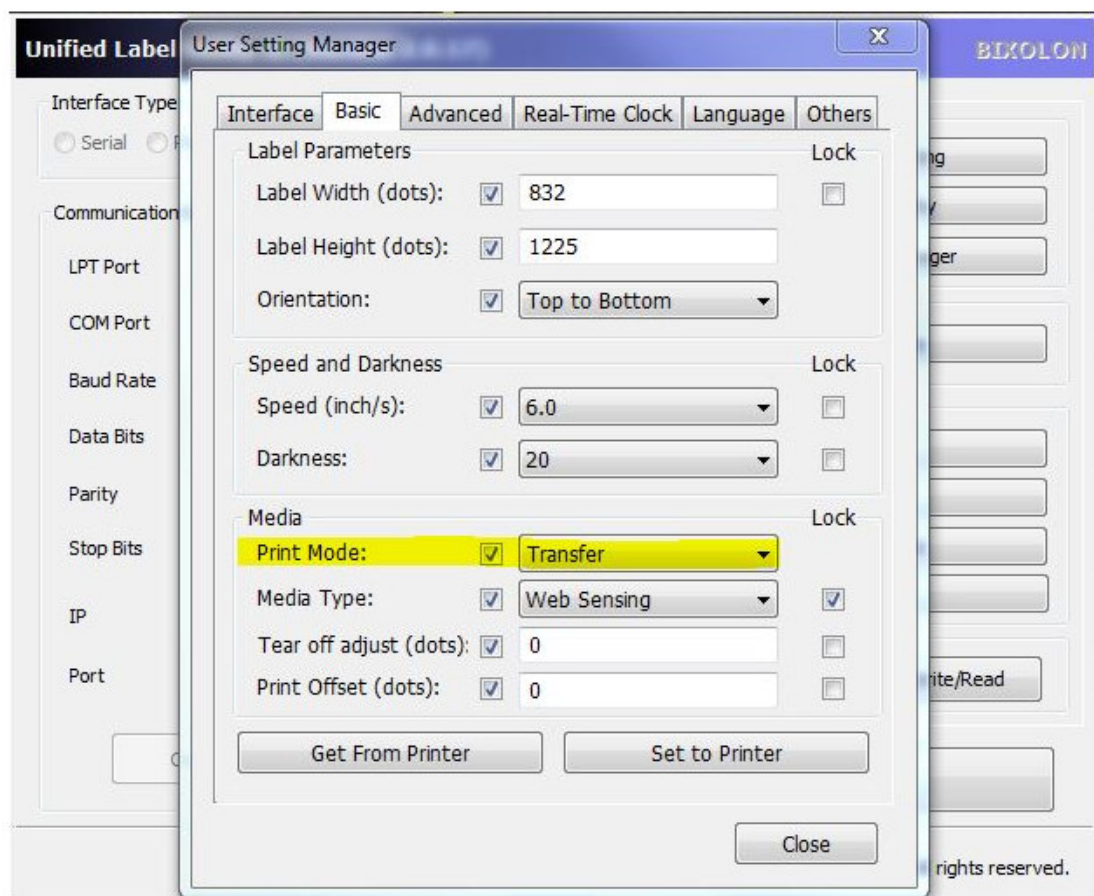 Unified Label
User Setting Manager
BIXOLON
Interface Type
Serial
Communication
LPT Port
COM Port
Baud Rate
Data Bits
Parity
Stop Bits
IP
Port
Interface
Basic
Advanced
Real-Time Clock
Language
Others
Label Parameters
Lock
Label Width (dots):
832
Label Height (dots):
1225
Orientation:
Top to Bottom
Speed and Darkness
Lock
Speed (inch/s):
6.0
Darkness:
20
Media
Lock
Print Mode:
Transfer
Media Type:
Web Sensing
Tear off adjust (dots):
0
Print Offset (dots):
0
Get From Printer
Set to Printer
Close
rights reserved.